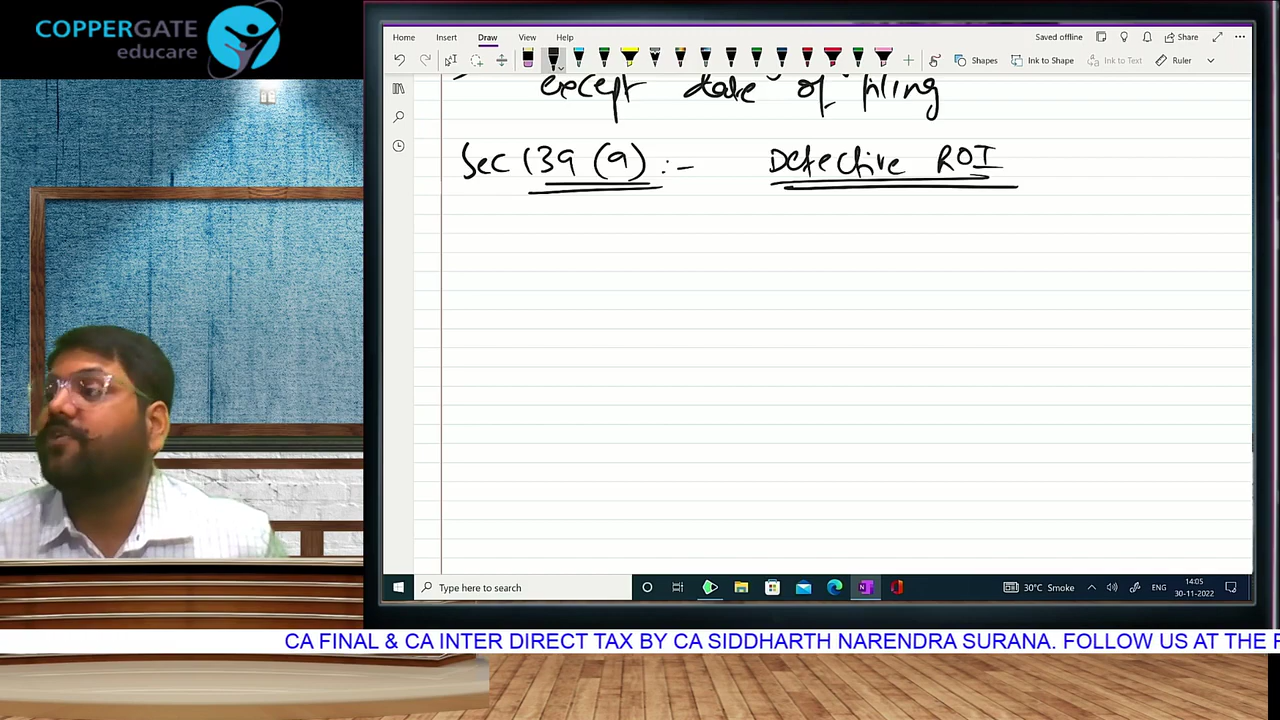 COPPERGATE
educare
Home Insert Draw View Help
Saved offline
Share
Shapes Ink to Shape Ink to Text Ruler
except date of filing
Sec 139 (9) :- Defective ROI
Type here to search
30°C Smoke
ENG
14:05
30-11-2022
CA FINAL & CA INTER DIRECT TAX BY CA SIDDHARTH NARENDRA SURANA. FOLLOW US AT THE